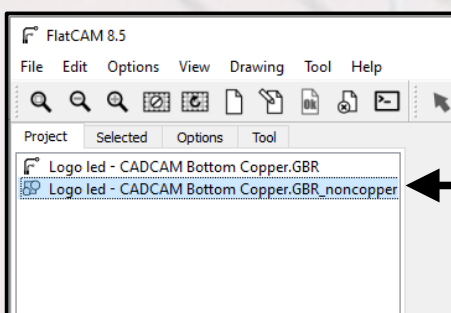 FlatCAM 8.5
File Edit Options View Drawing Tool Help
Ok
Project Selected Options Tool
Logo led - CADCAM Bottom Copper.GBR
Logo led - CADCAM Bottom Copper.GBR_noncopper